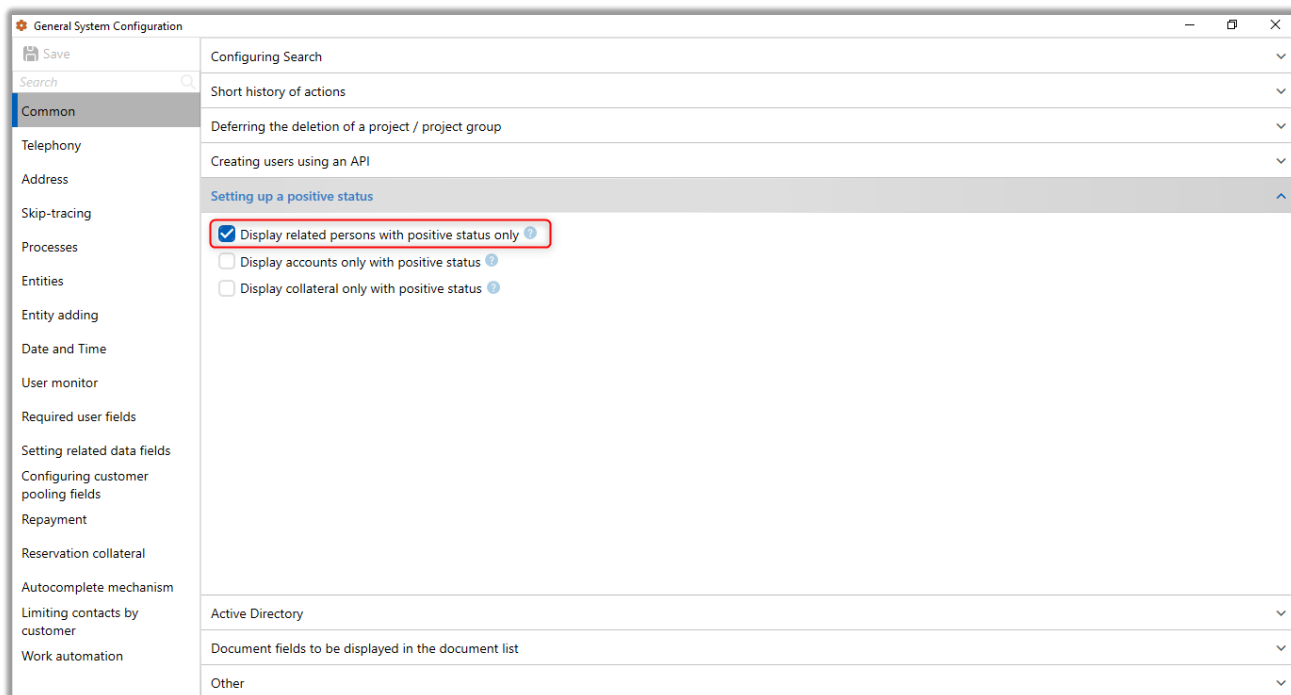 General System Configuration
Save
Search
Common
Telephony
Address
Skip-tracing
Processes
Entities
Entity adding
Date and Time
User monitor
Required user fields
Setting related data fields
Configuring customer
pooling fields
Repayment
Reservation collateral
Autocomplete mechanism
Limiting contacts by
customer
Work automation
Configuring Search
Short history of actions
Deferring the deletion of a project / project group
Creating users using an API
Setting up a positive status
Display related persons with positive status only ?
Display accounts only with positive status ?
Display collateral only with positive status ?
Active Directory
Document fields to be displayed in the document list
Other